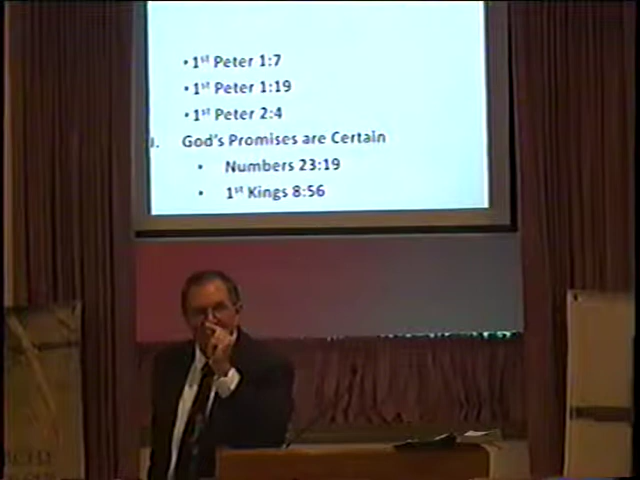 • 1st Peter 1:7
• 1st Peter 1:19
• 1st Peter 2:4
I. God's Promises are Certain
• Numbers 23:19
• 1st Kings 8:56